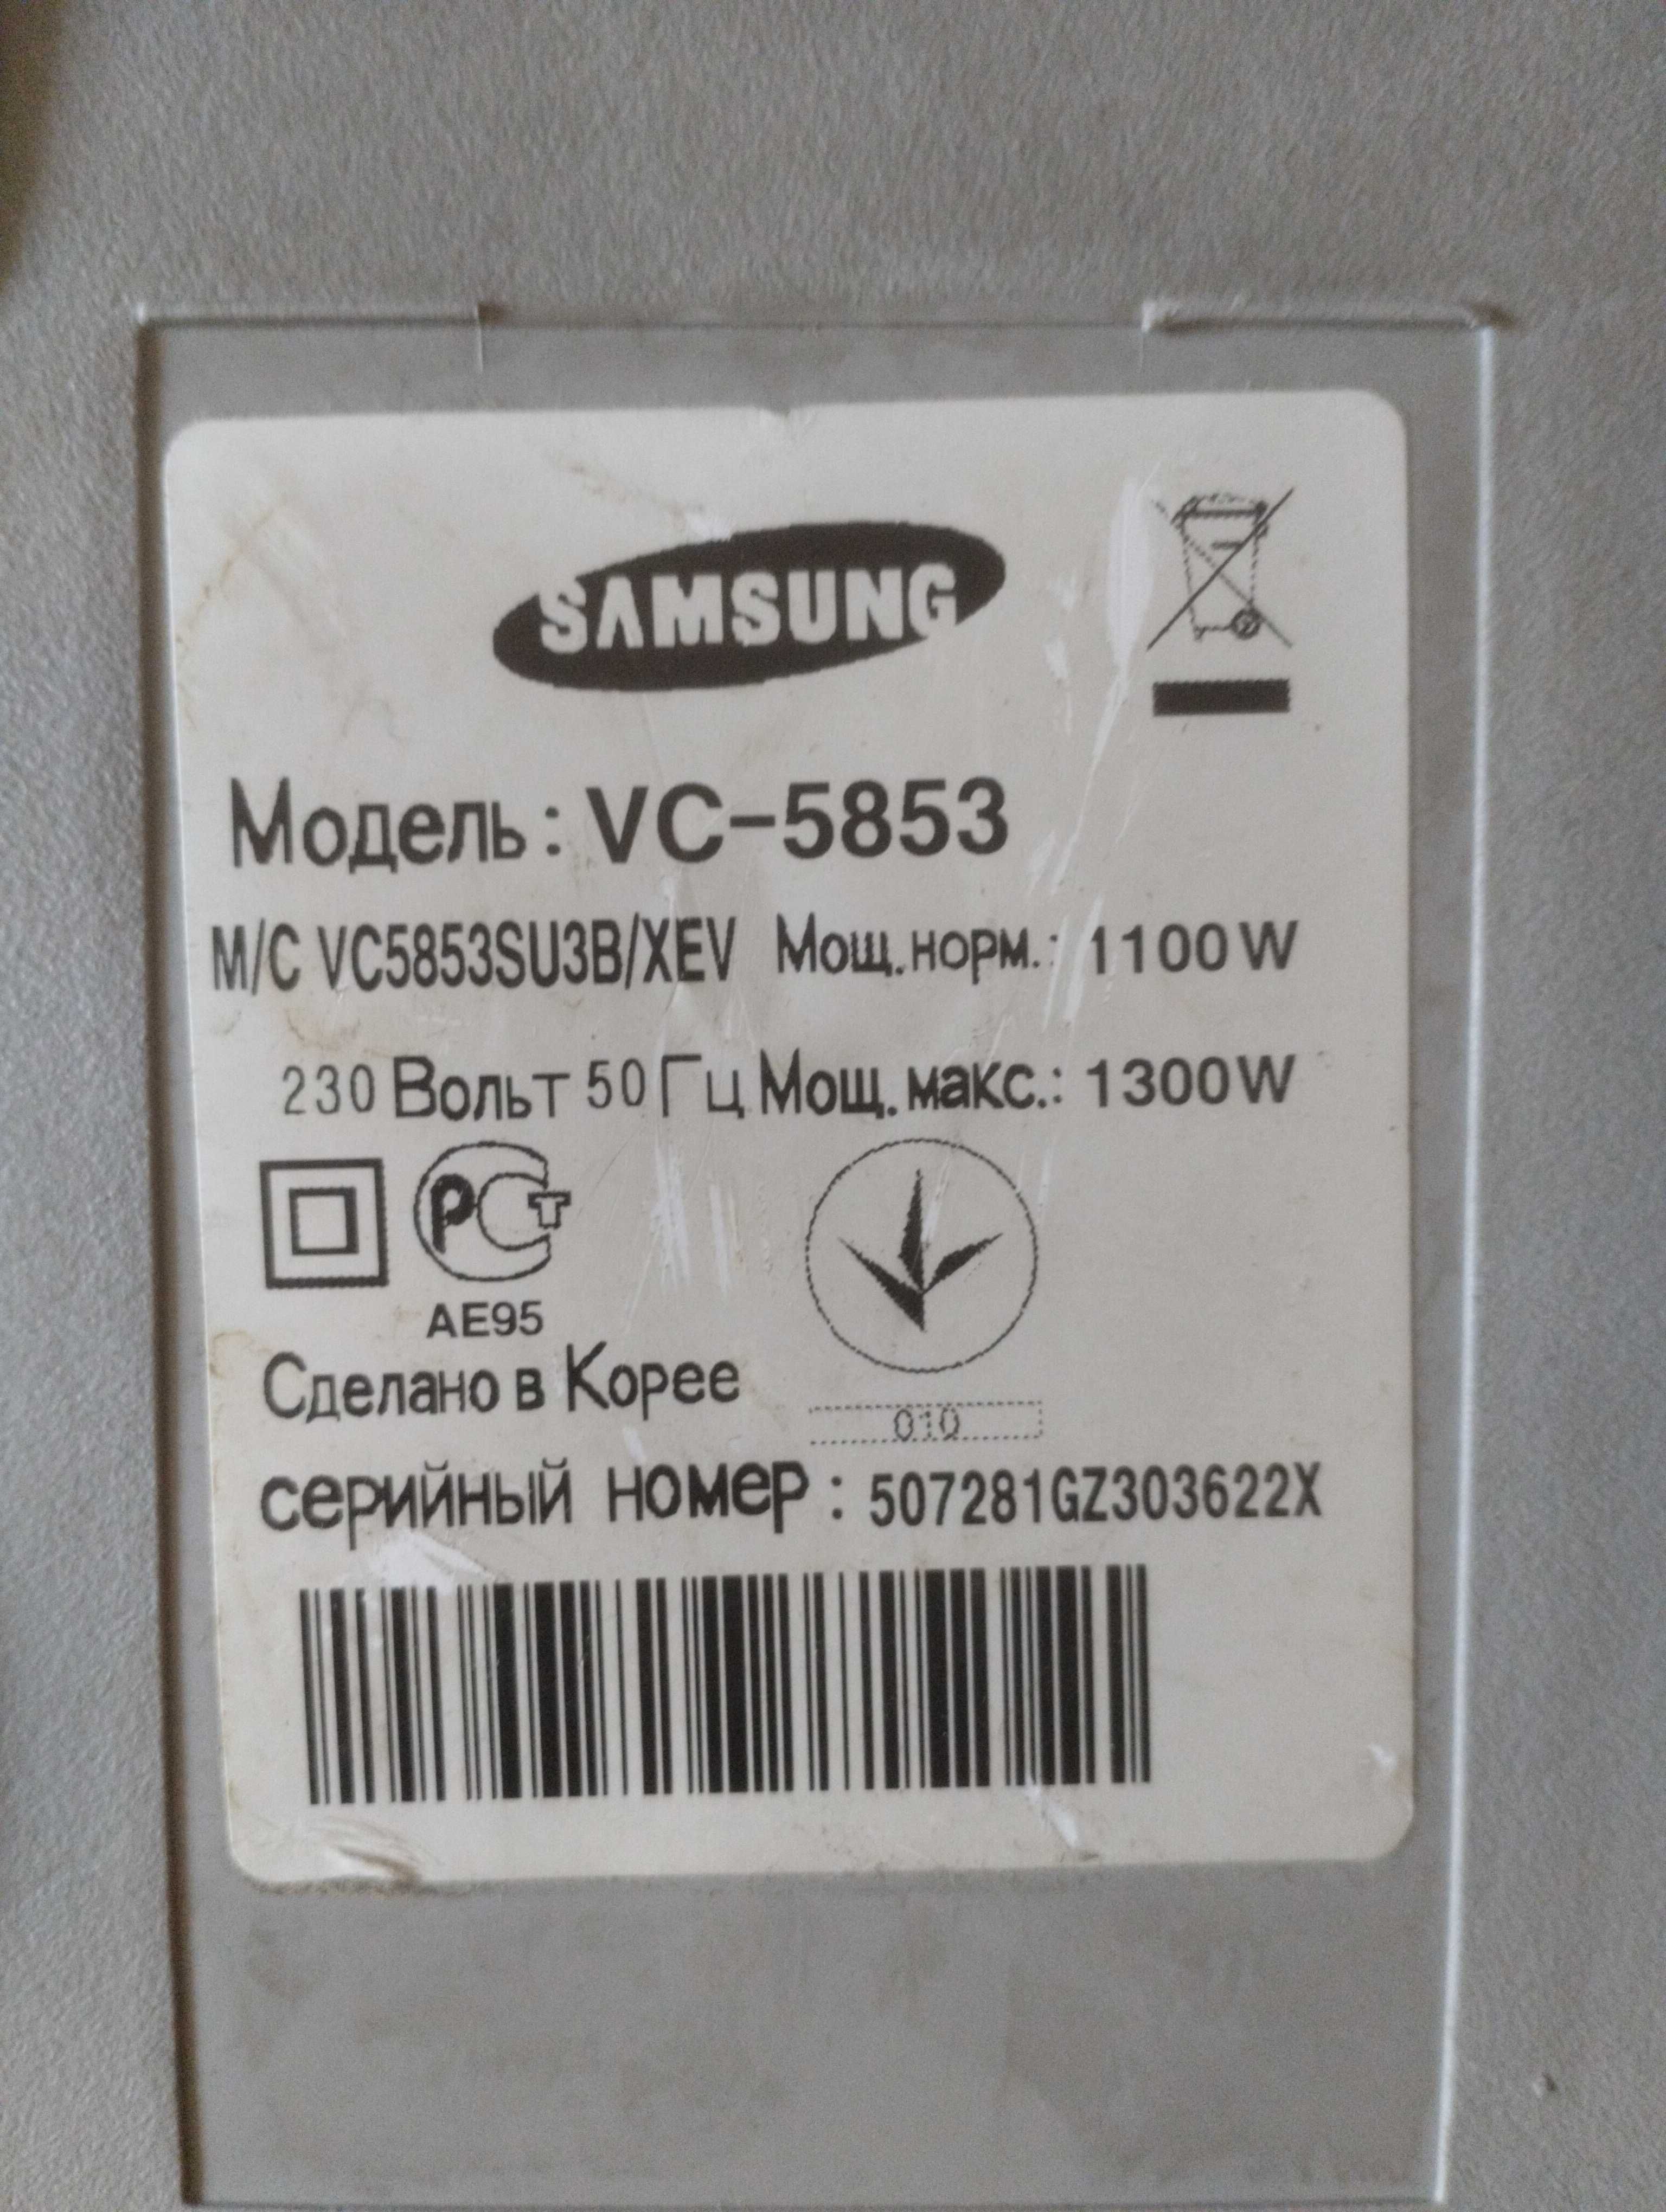 SAMSUNG
Модель: VC-5853
M/C VC5853SU3B/XEV Мощ.норм.: 1100W
230 Вольт 50 Гц Мощ.макс.: 1300W
РСТ
AE95
Сделано в Корее
010
серийный номер: 507281GZ303622X